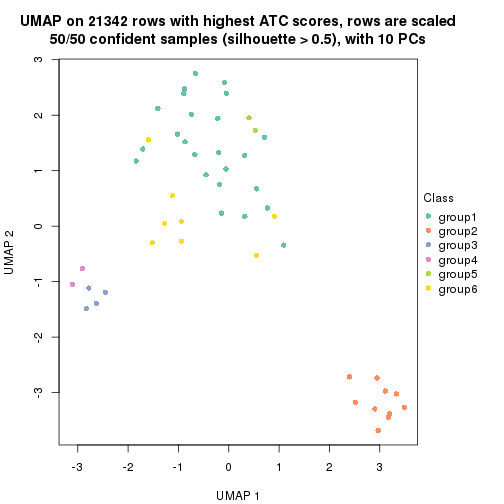 UMAP on 21342 rows with highest ATC scores, rows are scaled
50/50 confident samples (silhouette > 0.5), with 10 PCs
3
2
1
0
-1
-2
-3
UMAP 2
-3 -2 -1 0 1 2 3
UMAP 1
Class
group1
group2
group3
group4
group5
group6